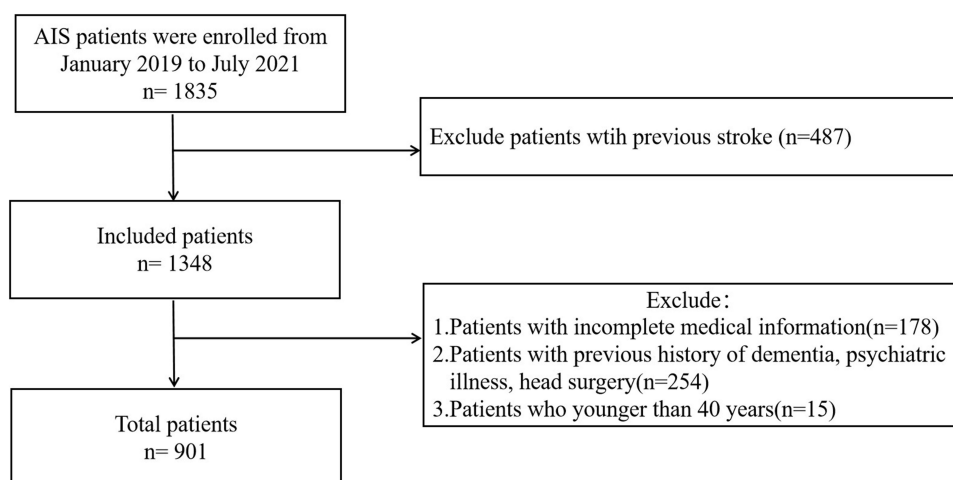 AIS patients were enrolled from
January 2019 to July 2021
n= 1835
Exclude patients wtih previous stroke (n=487)
Included patients
n= 1348
Exclude：
1.Patients with incomplete medical information(n=178)
2.Patients with previous history of dementia, psychiatric
illness, head surgery(n=254)
3.Patients who younger than 40 years(n=15)
Total patients
n= 901